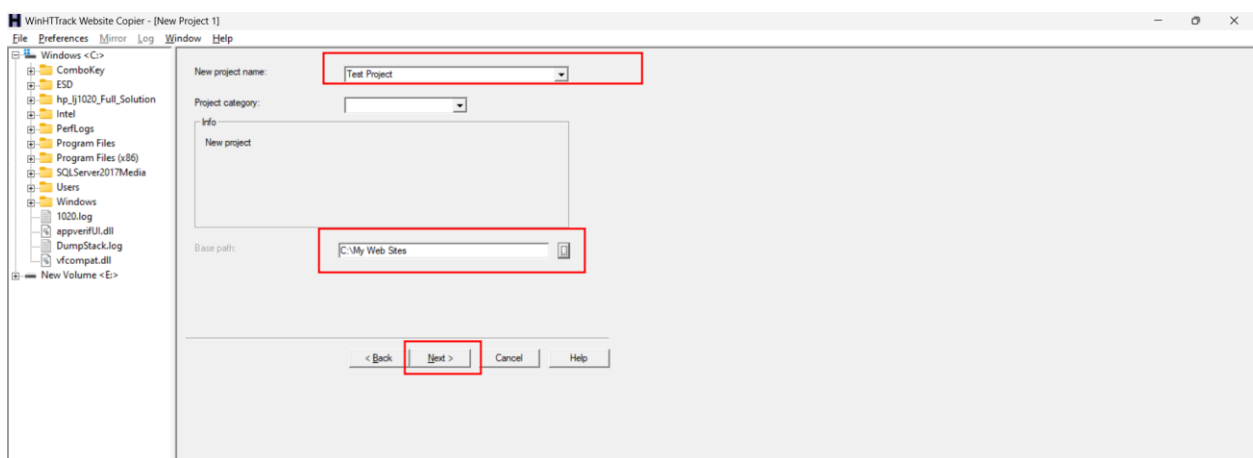 WinHTTrack Website Copier - [New Project 1]
File Preferences Mirror Log Window Help
Windows <C:>
ComboKey
ESD
hp_lj1020_Full_Solution
Intel
PerfLogs
Program Files
Program Files (x86)
SQLServer2017Media
Users
Windows
1020.log
appverifUI.dll
DumpStack.log
vfcompat.dll
New Volume <E:>
New project name:
Test Project
Project category:
Info
New project
Base path:
C:\My Web Sites
< Back
Next >
Cancel
Help